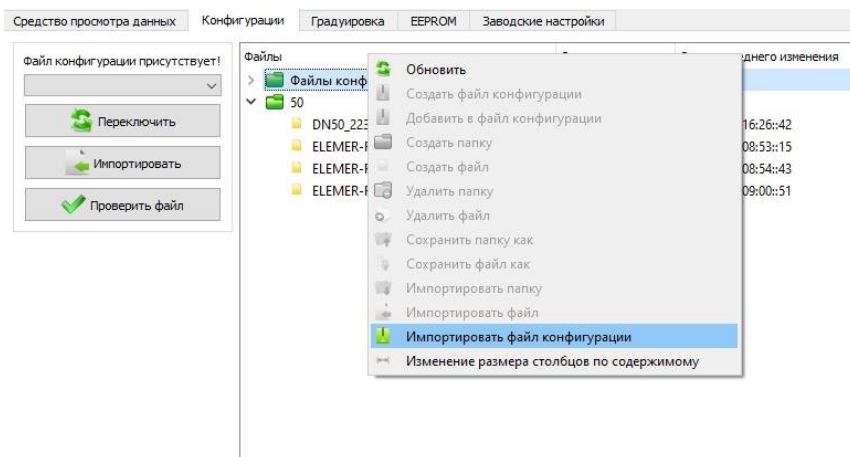 Средство просмотра данных Конфигурации Градуировка EEPROM Заводские настройки
Файл конфигурации присутствует!
Переключить
Импортировать
Проверить файл
Файлы
Файлы конф
50
DN50_223
ELEMER-F
ELEMER-F
ELEMER-F
Обновить
Создать файл конфигурации
Добавить в файл конфигурации
Создать папку
Создать файл
Удалить папку
Удалить файл
Сохранить папку как
Сохранить файл как
Импортировать папку
Импортировать файл
Импортировать файл конфигурации
Изменение размера столбцов по содержимому
днего изменения
16:26::42
08:53::15
08:54::43
09:00::51